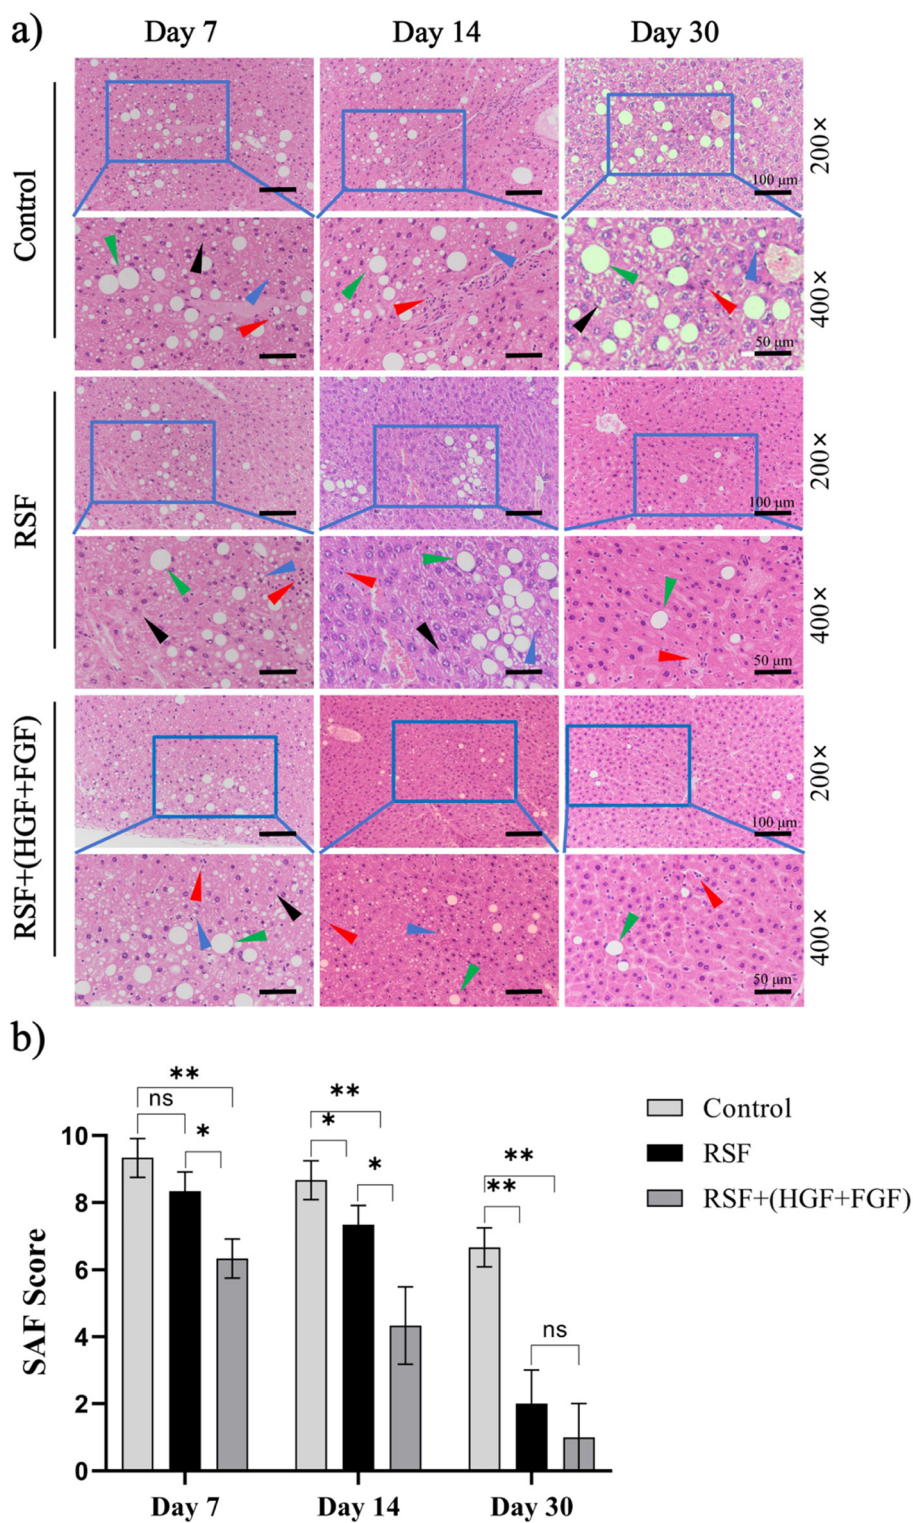 a)
Day 7 Day 14 Day 30
Control
200×
100 μm
400×
50 μm
RSF
200×
100 μm
400×
50 μm
RSF+(HGF+FGF)
200×
100 μm
400×
50 μm
b)
** ns *
** * *
** ** ns
Control
RSF
RSF+(HGF+FGF)
SAF Score
10
8
6
4
2
0
Day 7 Day 14 Day 30